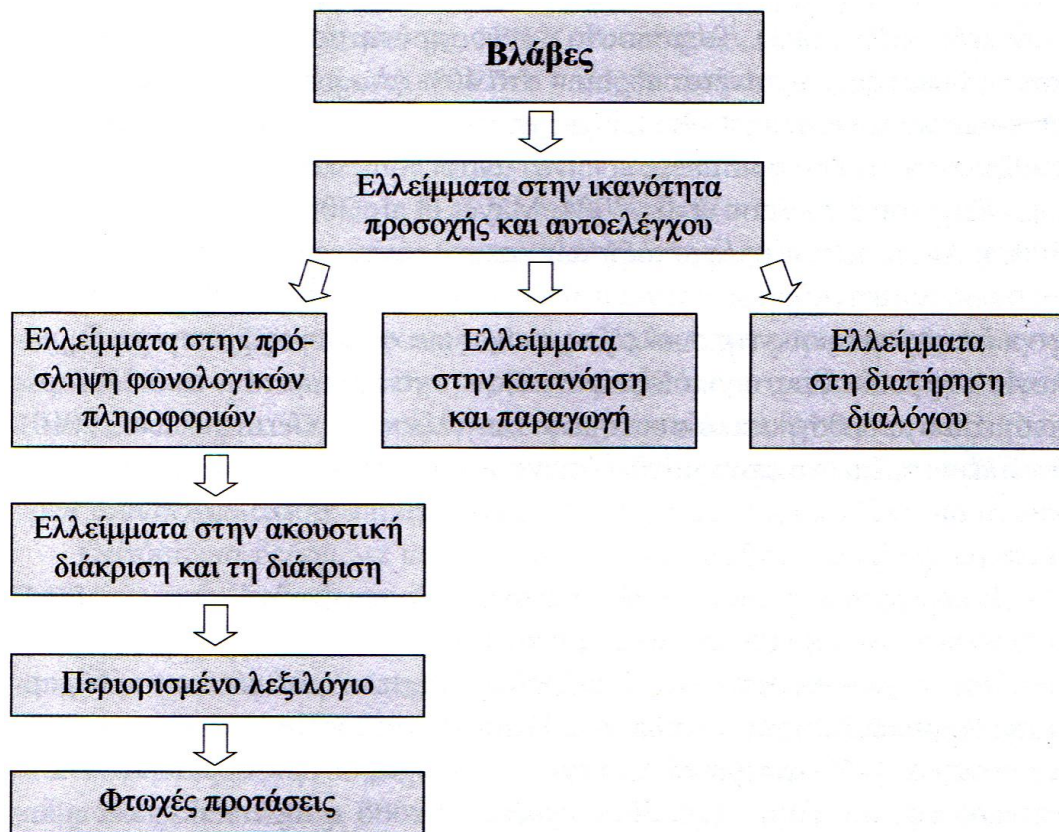 Βλάβες
Ελλείμματα στην ικανότητα
προσοχής και αυτοελέγχου
Ελλείμματα στην πρό-
σληψη φωνολογικών
πληροφοριών
Ελλείμματα
στην κατανόηση
και παραγωγή
Ελλείμματα
στη διατήρηση
διαλόγου
Ελλείμματα στην ακουστική
διάκριση και τη διάκριση
Περιορισμένο λεξιλόγιο
Φτωχές προτάσεις